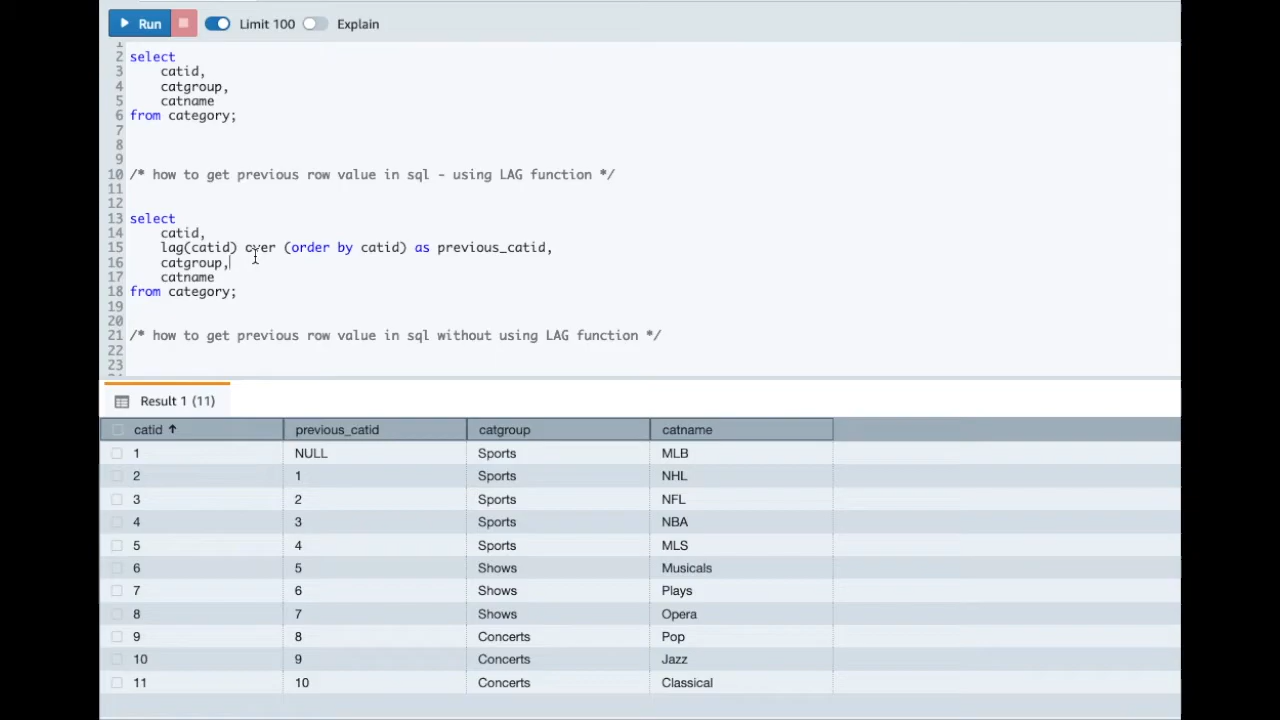 Run Limit 100 Explain
1
2 select
3 catid,
4 catgroup,
5 catname
6 from category;
7
8
9
10 /* how to get previous row value in sql - using LAG function */
11
12
13 select
14 catid,
15 lag(catid) over (order by catid) as previous_catid,
16 catgroup,
17 catname
18 from category;
19
20
21 /* how to get previous row value in sql without using LAG function */
22
23
Result 1 (11)
catid ↑ previous_catid catgroup catname
1 NULL Sports MLB
2 1 Sports NHL
3 2 Sports NFL
4 3 Sports NBA
5 4 Sports MLS
6 5 Shows Musicals
7 6 Shows Plays
8 7 Shows Opera
9 8 Concerts Pop
10 9 Concerts Jazz
11 10 Concerts Classical